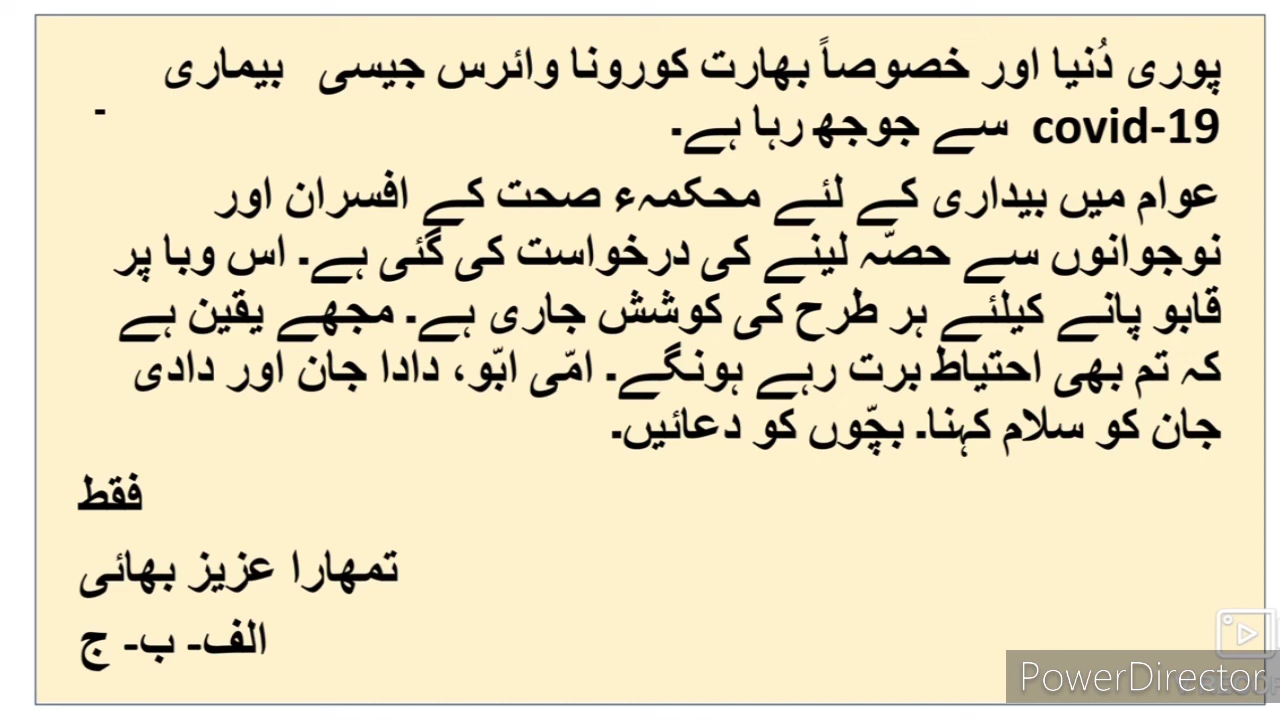 پوری دُنیا اور خصوصاً بھارت کورونا وائرس جیسی بیماری
covid-19 سے جوجھ رہا ہے۔ -
عوام میں بیداری کے لئے محکمہء صحت کے افسران اور
نوجوانوں سے حصّہ لینے کی درخواست کی گئی ہے۔ اس وبا پر
قابو پانے کیلئے ہر طرح کی کوشش جاری ہے۔ مجھے یقین ہے
کہ تم بھی احتیاط برت رہے ہونگے۔ امّی ابّو، دادا جان اور دادی
جان کو سلام کہنا۔ بچّوں کو دعائیں۔
فقط
تمھارا عزیز بھائی
الف- ب- ج
PowerDirector